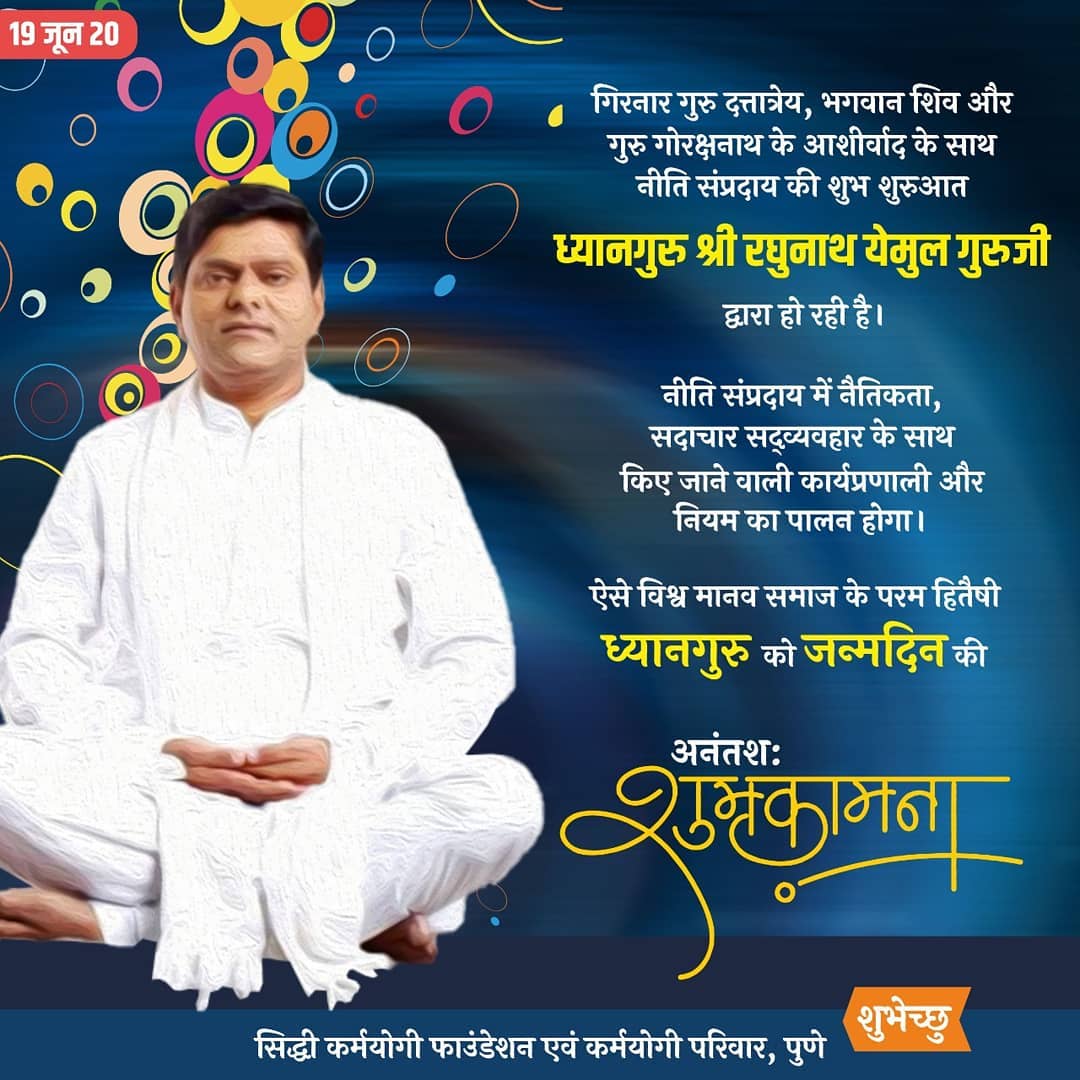 19 जून 20
गिरनार गुरु दत्तात्रेय, भगवान शिव और
गुरु गोरक्षनाथ के आशीर्वाद के साथ
नीति संप्रदाय की शुभ शुरुआत
ध्यानगुरु श्री रघुनाथ येमुल गुरुजी
द्वारा हो रही है।
नीति संप्रदाय में नैतिकता,
सदाचार सद्व्यवहार के साथ
किए जाने वाली कार्यप्रणाली और
नियम का पालन होगा।
ऐसे विश्व मानव समाज के परम हितैषी
ध्यानगुरु को जन्मदिन की
अनंतश:
शुभकामना
शुभेच्छु
सिद्धी कर्मयोगी फाउंडेशन एवं कर्मयोगी परिवार, पुणे